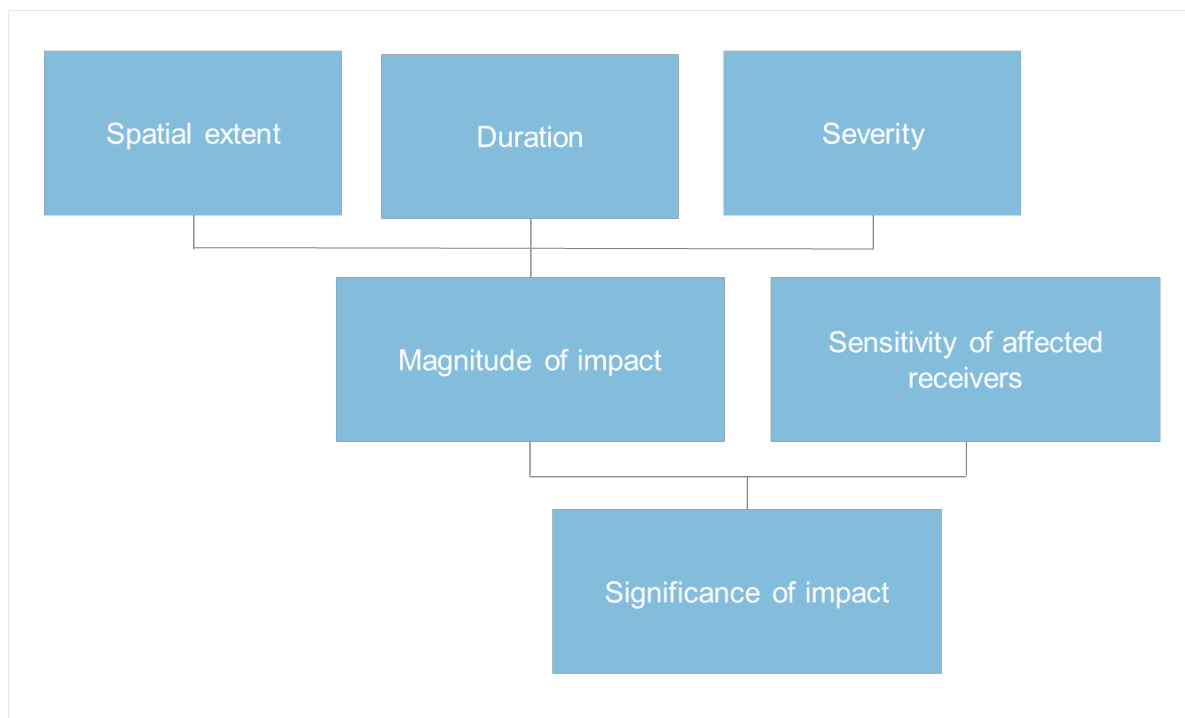 Spatial extent
Duration
Severity
Magnitude of impact
Sensitivity of affected
receivers
Significance of impact